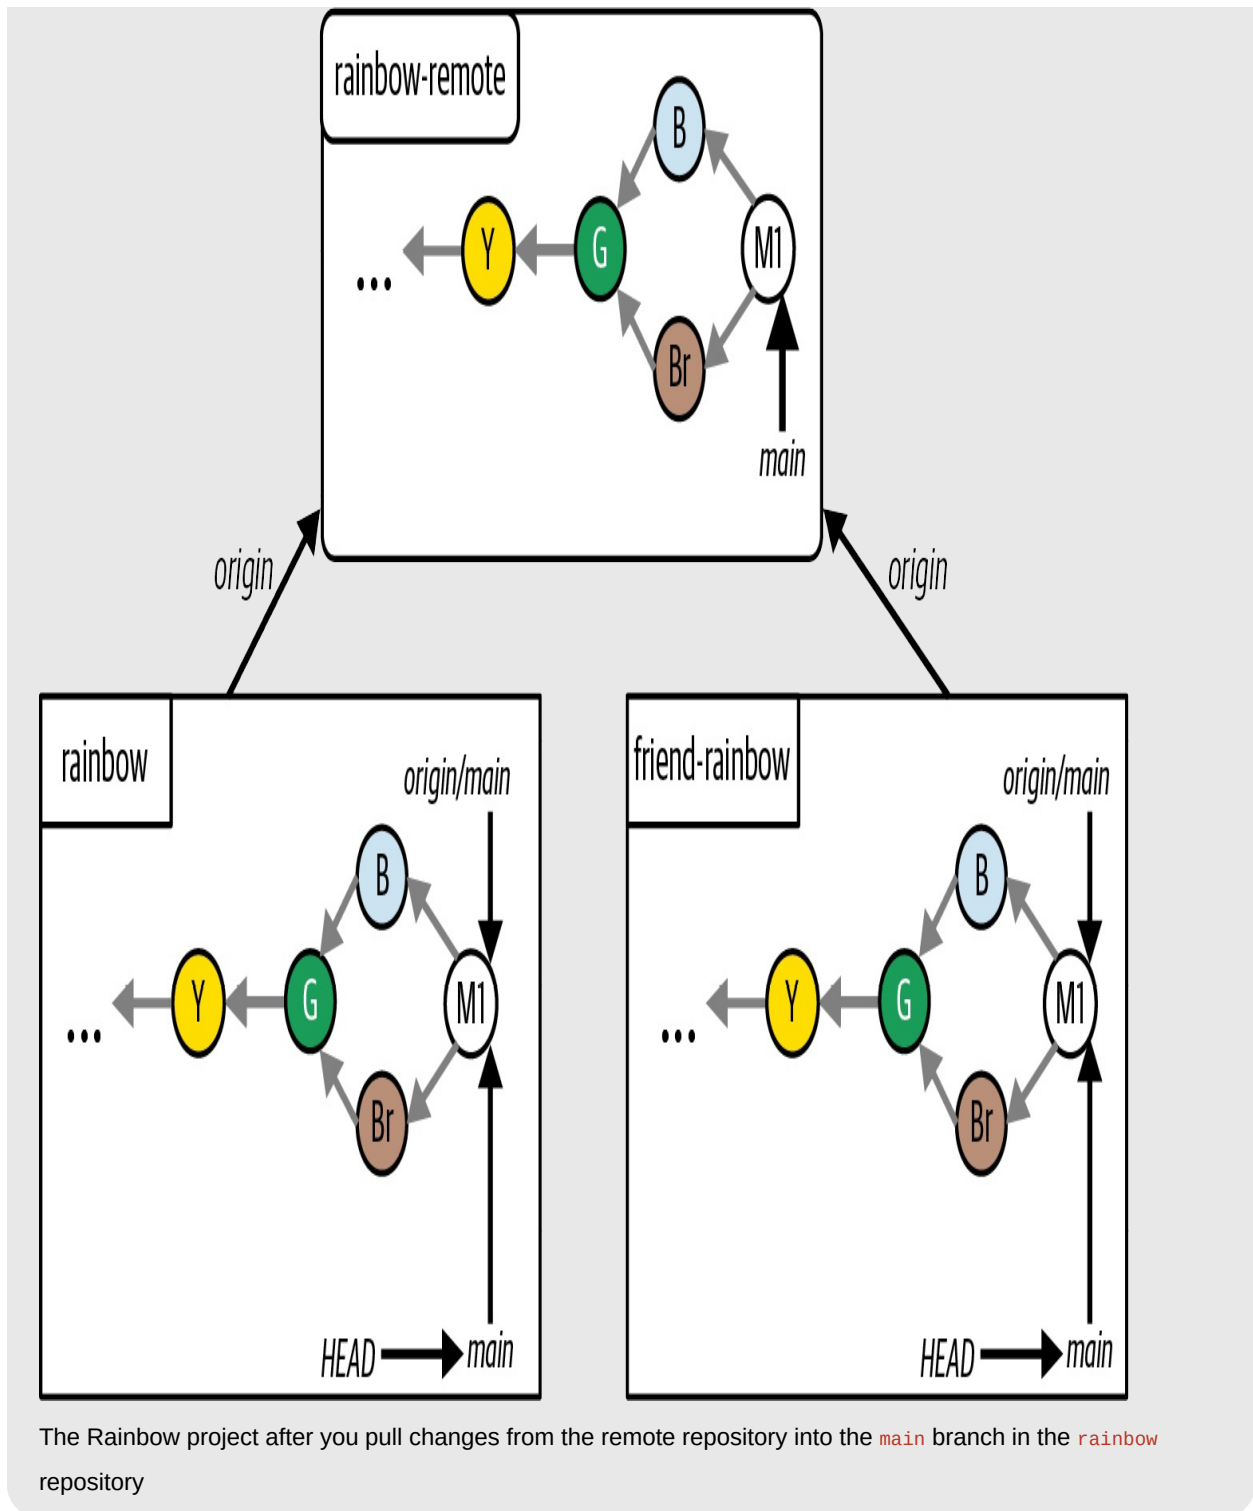 rainbow-remote
B
Y
G
M1
...
Br
main
origin
origin
rainbow
origin/main
B
Y
G
M1
...
Br
HEAD
main
friend-rainbow
origin/main
B
Y
G
M1
...
Br
HEAD
main
The Rainbow project after you pull changes from the remote repository into the main branch in the rainbow
repository